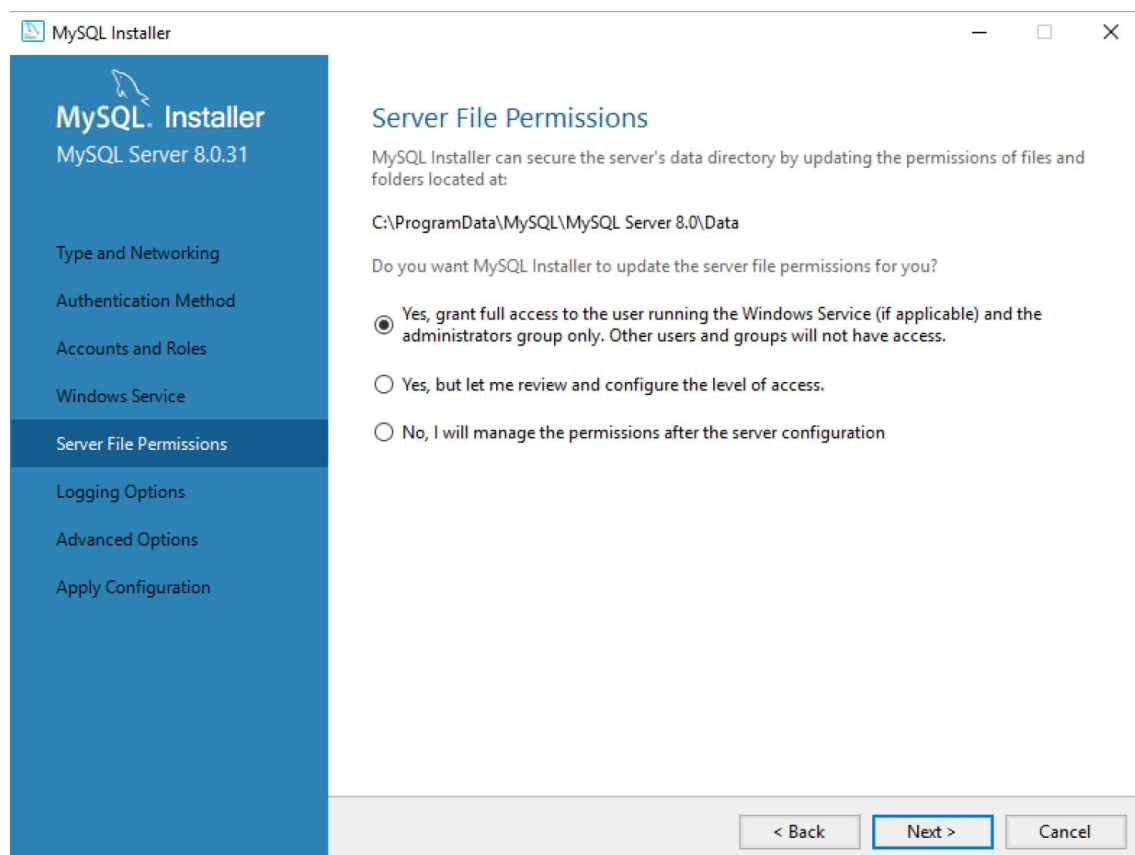 MySQL Installer
MySQL. Installer
MySQL Server 8.0.31
Type and Networking
Authentication Method
Accounts and Roles
Windows Service
Server File Permissions
Logging Options
Advanced Options
Apply Configuration
Server File Permissions
MySQL Installer can secure the server's data directory by updating the permissions of files and
folders located at:
C:\ProgramData\MySQL\MySQL Server 8.0\Data
Do you want MySQL Installer to update the server file permissions for you?
Yes, grant full access to the user running the Windows Service (if applicable) and the
administrators group only. Other users and groups will not have access.
Yes, but let me review and configure the level of access.
No, I will manage the permissions after the server configuration
< Back
Next >
Cancel